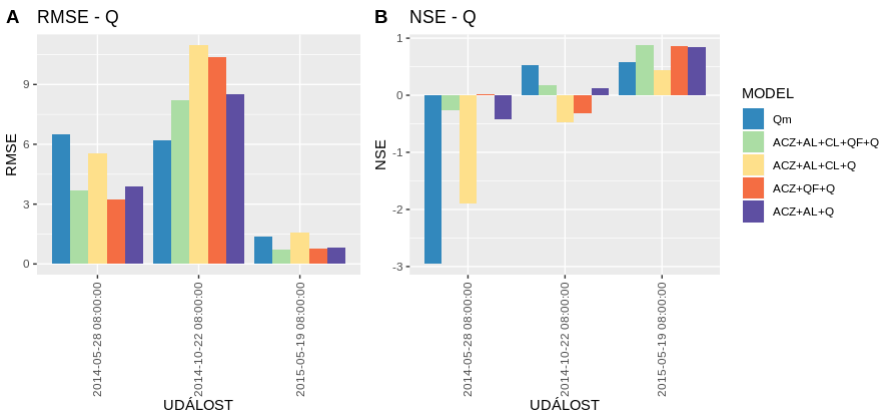 A RMSE - Q
RMSE
9
6
3
0
2014-05-28 08:00:00
2014-10-22 08:00:00
2015-05-19 08:00:00
UDÁLOST
B NSE - Q
NSE
1
0
-1
-2
-3
2014-05-28 08:00:00
2014-10-22 08:00:00
2015-05-19 08:00:00
UDÁLOST
MODEL
Qm
ACZ+AL+CL+QF+Q
ACZ+AL+CL+Q
ACZ+QF+Q
ACZ+AL+Q